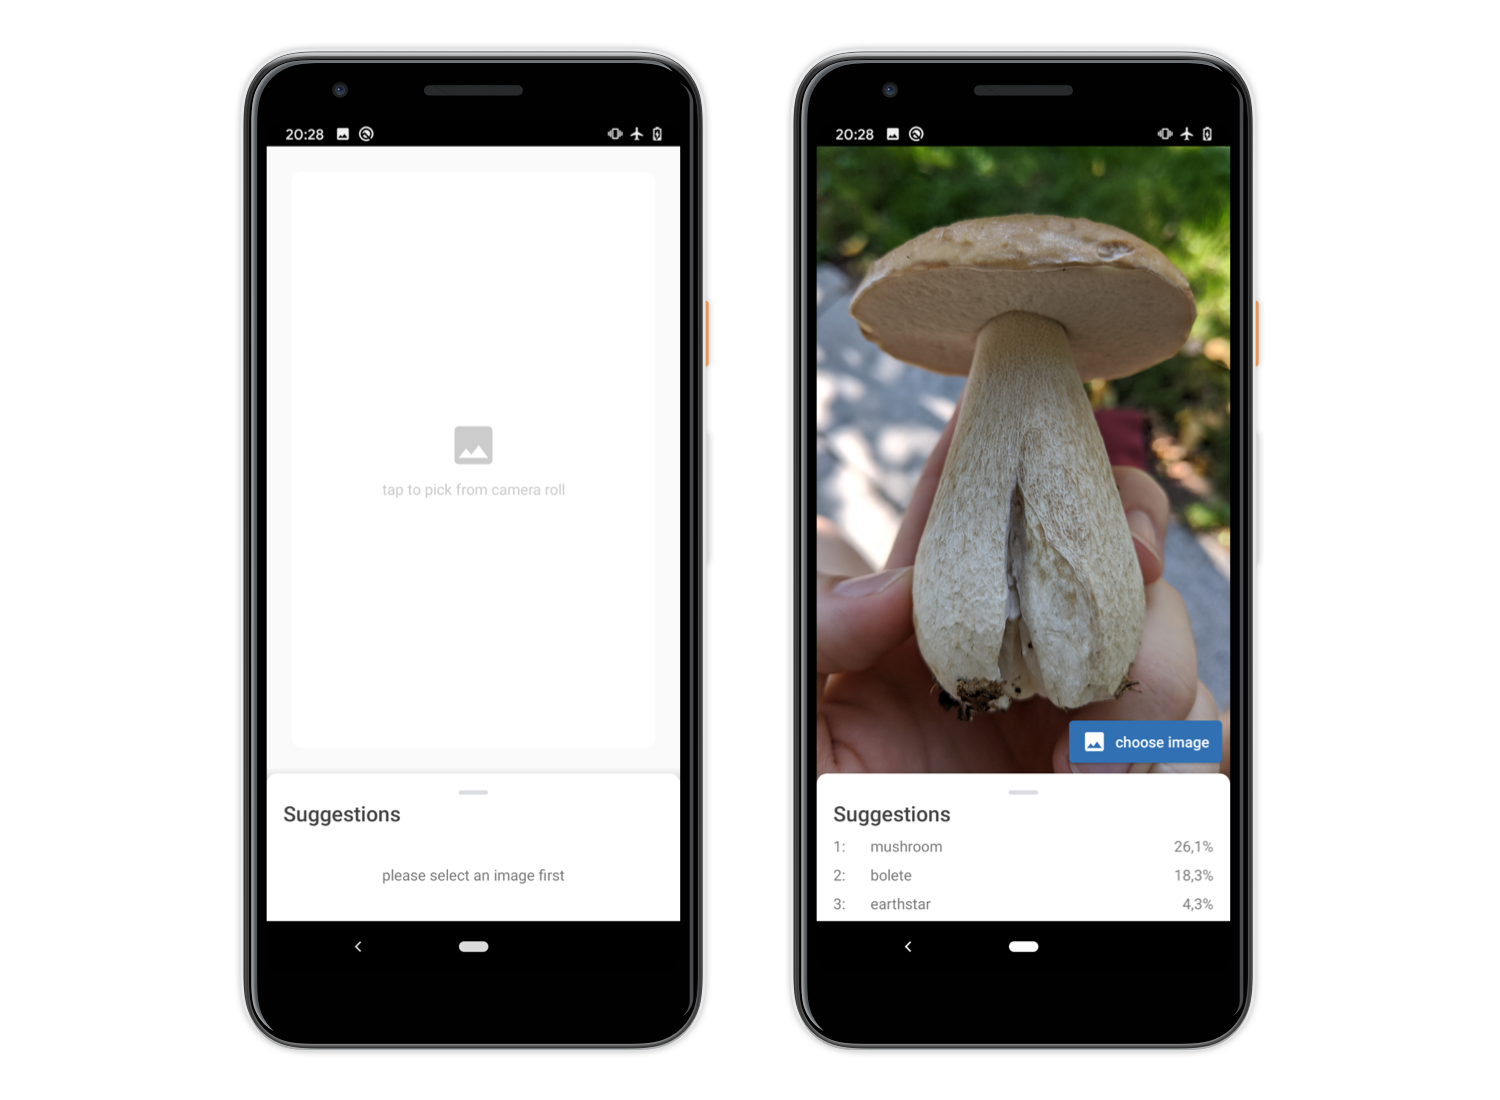 20:28
tap to pick from camera roll
Suggestions
please select an image first
20:28
choose image
Suggestions
1: mushroom 26,1%
2: bolete 18,3%
3: earthstar 4,3%